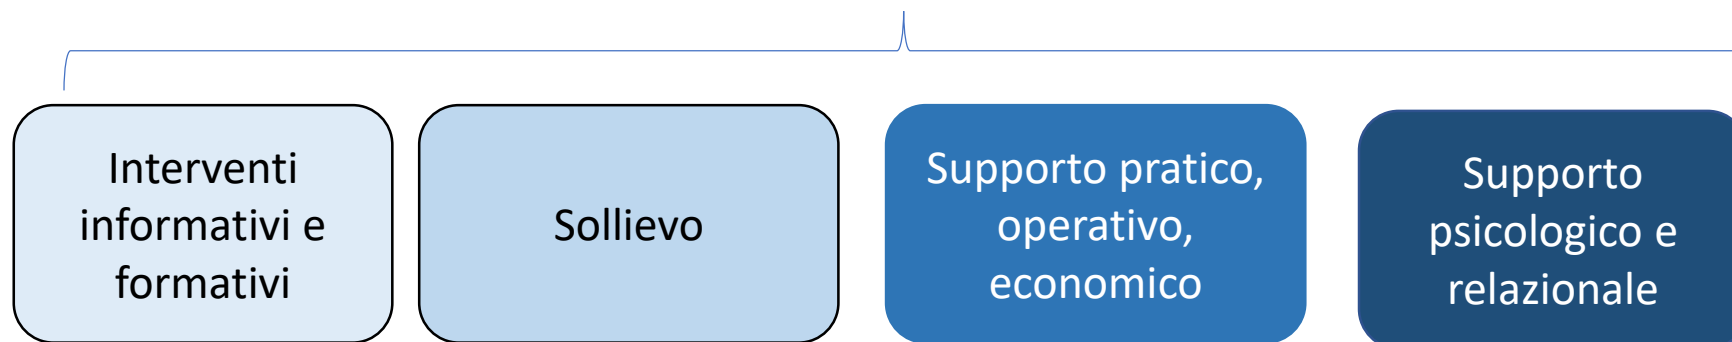 Interventi
informativi e
formativi
Sollievo
Supporto pratico,
operativo,
economico
Supporto
psicologico e
relazionale